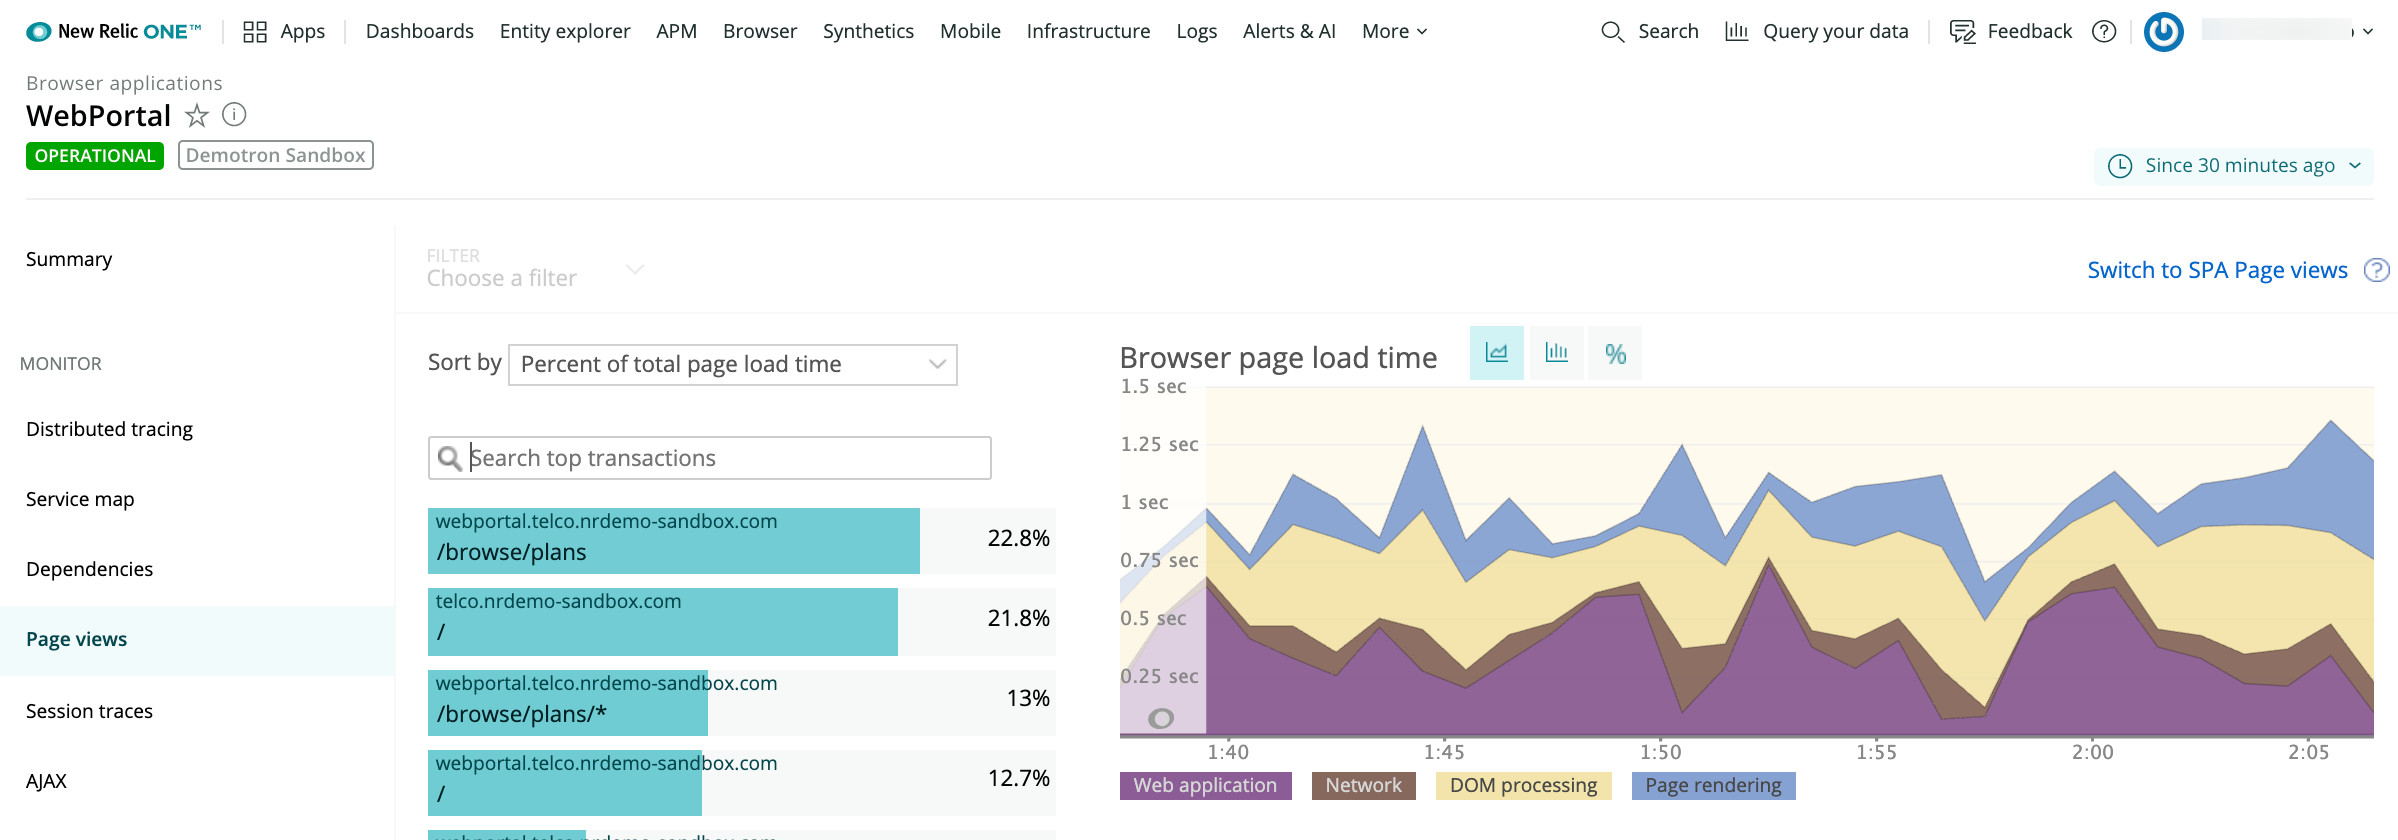 New Relic ONE™ Apps Dashboards Entity explorer APM Browser Synthetics Mobile Infrastructure Logs Alerts & AI More Search Query your data Feedback ?
Browser applications
WebPortal
OPERATIONAL Demotron Sandbox
Since 30 minutes ago
Summary
MONITOR
Distributed tracing
Service map
Dependencies
Page views
Session traces
AJAX
FILTER
Choose a filter
Switch to SPA Page views ?
Sort by Percent of total page load time
Search top transactions
webportal.telco.nrdemo-sandbox.com
/browse/plans 22.8%
telco.nrdemo-sandbox.com
/ 21.8%
webportal.telco.nrdemo-sandbox.com
/browse/plans/* 13%
webportal.telco.nrdemo-sandbox.com
/ 12.7%
Browser page load time %
1.5 sec
1.25 sec
1 sec
0.75 sec
0.5 sec
0.25 sec
1:40 1:45 1:50 1:55 2:00 2:05
Web application Network DOM processing Page rendering